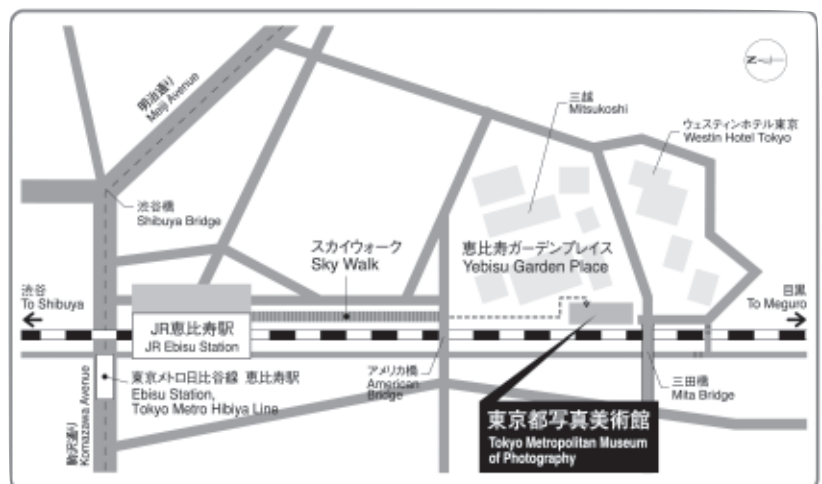 明治通り
Meiji Avenue
三越
Mitsukoshi
ウェスティンホテル東京
Westin Hotel Tokyo
N
渋谷橋
Shibuya Bridge
スカイウォーク
Sky Walk
恵比寿ガーデンプレイス
Yebisu Garden Place
渋谷
To Shibuya
目黒
To Meguro
JR恵比寿駅
JR Ebisu Station
東京メトロ日比谷線 恵比寿駅
Ebisu Station,
Tokyo Metro Hibiya Line
アメリカ橋
American
Bridge
三田橋
Mita Bridge
駒沢通り
Komazawa Avenue
東京都写真美術館
Tokyo Metropolitan Museum
of Photography